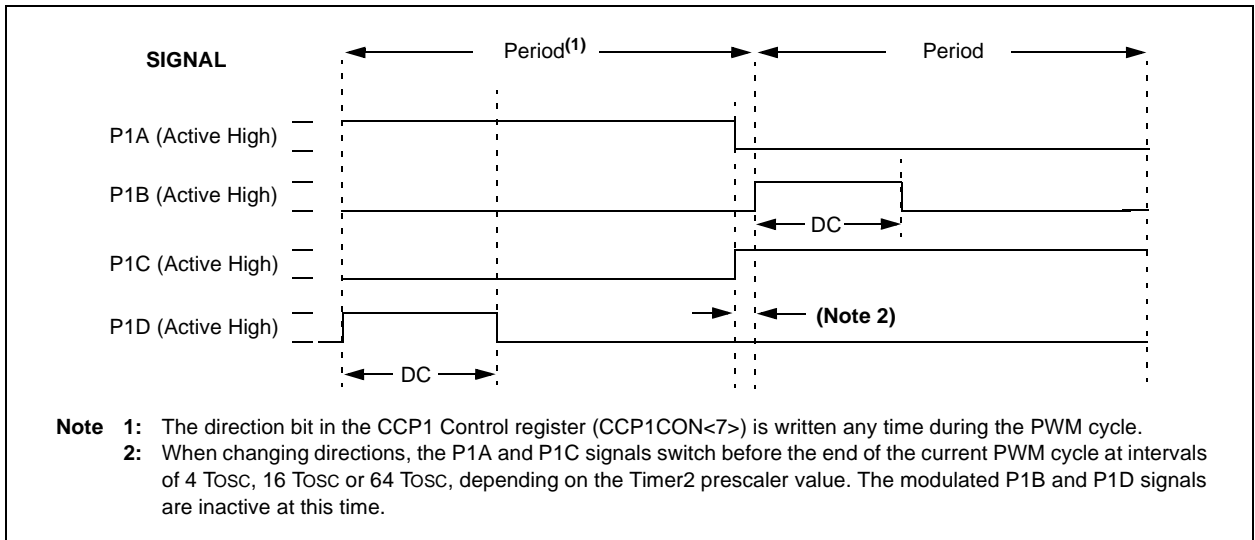 SIGNAL
Period(1)
Period
P1A (Active High)
P1B (Active High)
DC
P1C (Active High)
P1D (Active High)
(Note 2)
DC
Note 1: The direction bit in the CCP1 Control register (CCP1CON<7>) is written any time during the PWM cycle.
2: When changing directions, the P1A and P1C signals switch before the end of the current PWM cycle at intervals
of 4 TOSC, 16 TOSC or 64 TOSC, depending on the Timer2 prescaler value. The modulated P1B and P1D signals
are inactive at this time.